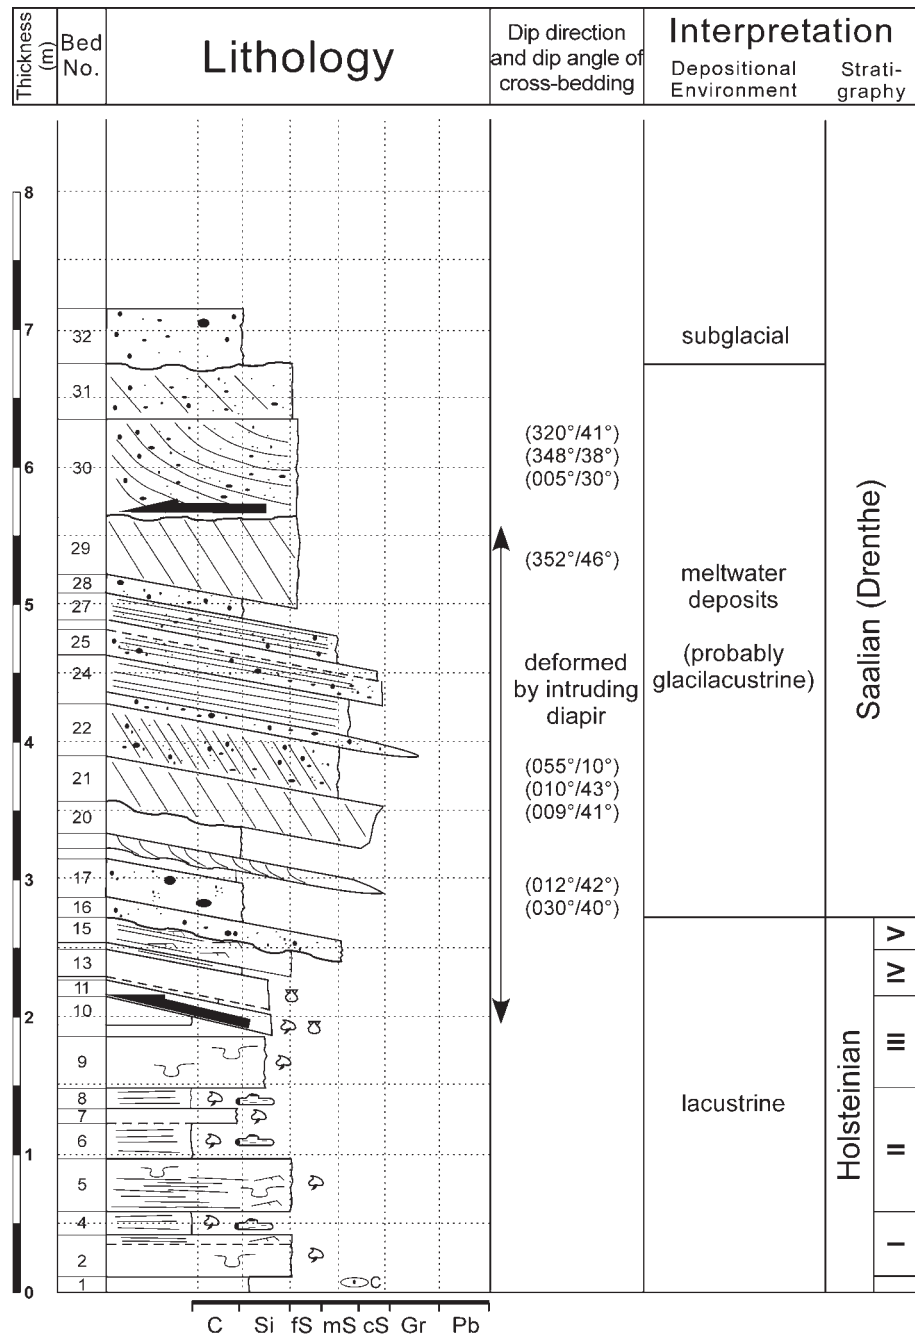 Thickness
(m)
Bed
No.
Lithology
Dip direction
and dip angle of
cross-bedding
Interpretation
Depositional
Environment
Strati-
graphy
8
7
6
5
4
3
2
1
0
32
31
30
29
28
27
25
24
22
21
20
17
16
15
13
11
10
9
8
7
6
5
4
2
1
(320°/41°)
(348°/38°)
(005°/30°)
(352°/46°)
deformed
by intruding
diapir
(055°/10°)
(010°/43°)
(009°/41°)
(012°/42°)
(030°/40°)
subglacial
meltwater
deposits
(probably
glacilacustrine)
lacustrine
Saalian (Drenthe)
Holsteinian
V
IV
III
II
I
C
C Si fS mS cS Gr Pb